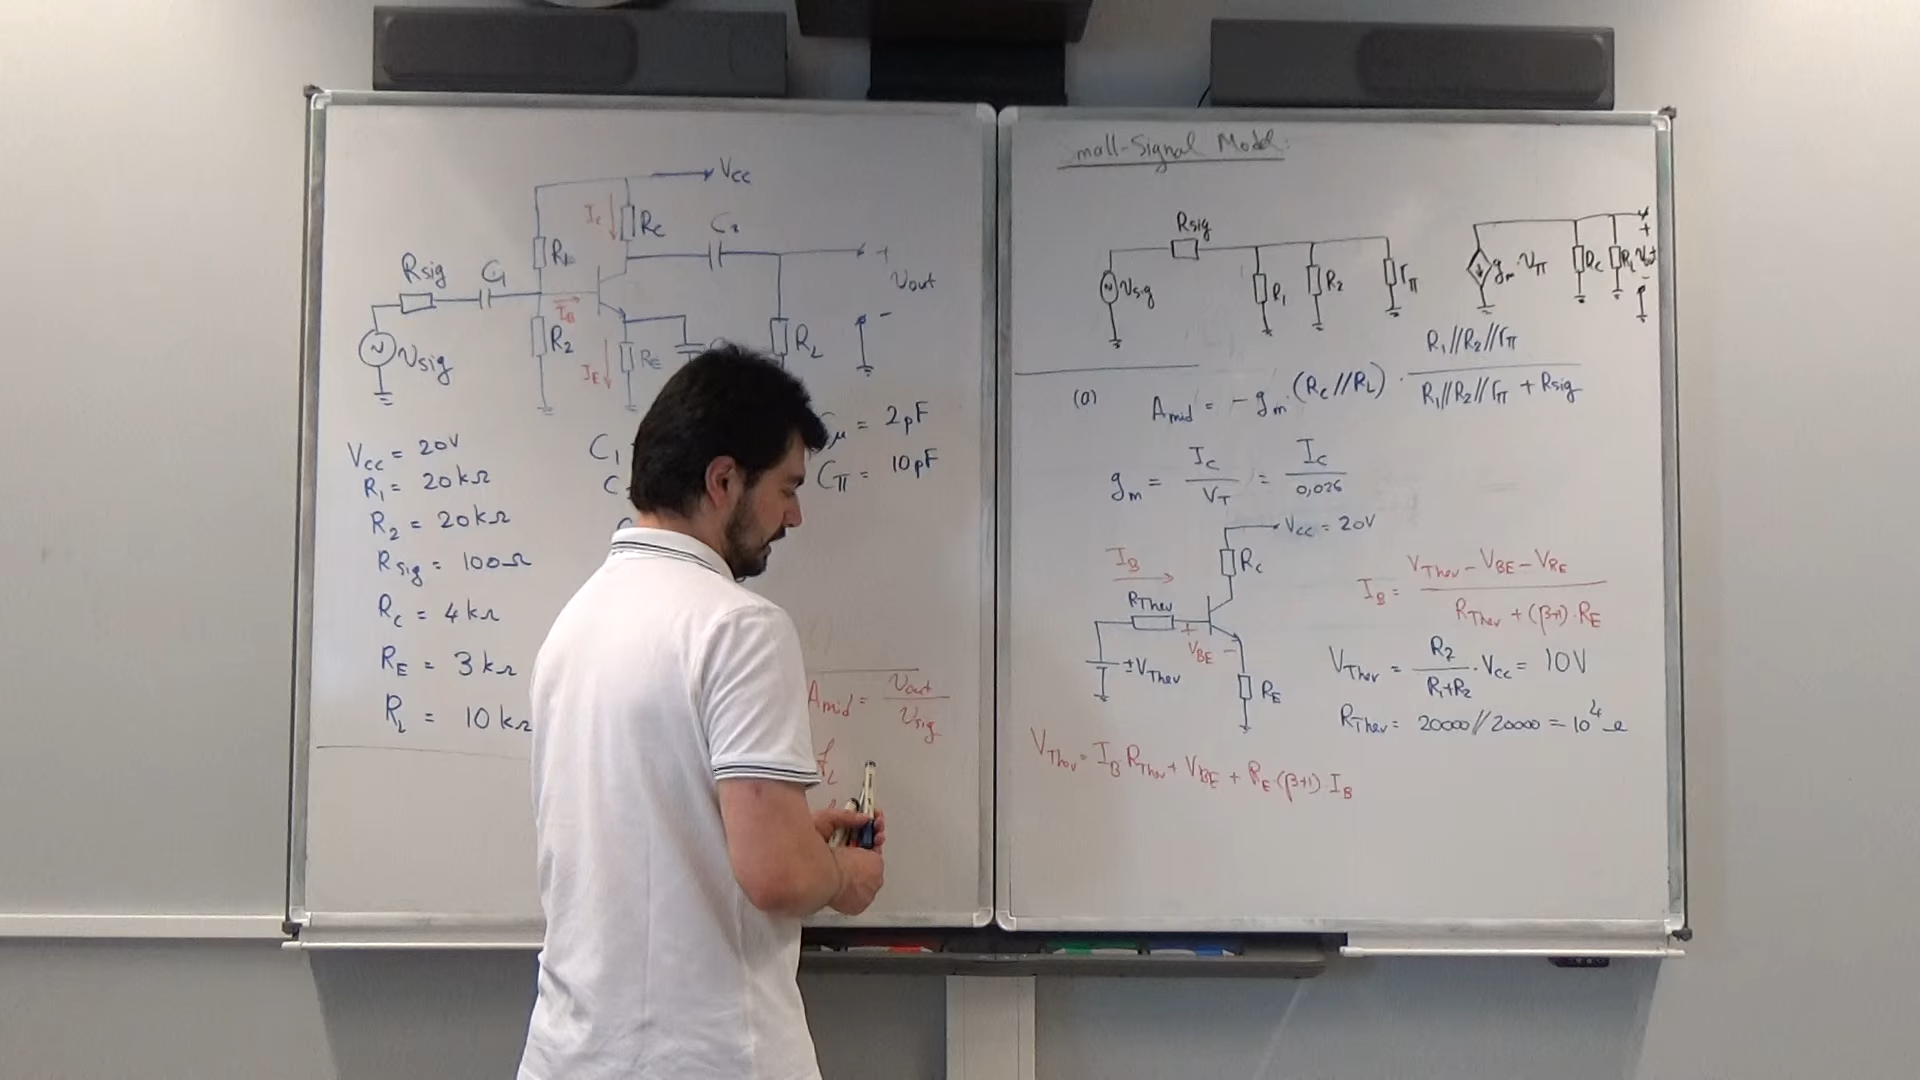 Vcc
Ic
Rc
C2
R1
Rsig
C1
+
Vout
-
IB
R2
RE
IE
RL
Vsig
Vcc = 20V
R1 = 20kΩ
R2 = 20kΩ
Rsig = 100Ω
Rc = 4kΩ
RE = 3kΩ
RL = 10kΩ
C1
C
= 2pF
Cπ = 10pF
Amid = Vout / Vsig
fL
mall-Signal Model:
Rsig
Vsig
R1
R2
rπ
gm·Vπ
Rc
RL
Vout
+
-
(a) Amid = -gm·(Rc//RL) · R1//R2//rπ / R1//R2//rπ + Rsig
gm = Ic / VT = Ic / 0,026
Vcc = 20V
Rc
IB
RThev
+
VBE
-
±VThev
RE
IB = VThev - VBE - VRE / RThev + (β+1)·RE
VThev = R2 / R1+R2 · Vcc = 10V
RThev = 20000//20000 = 10^4 Ω
VThev = IB·RThev + VBE + RE·(β+1)·IB